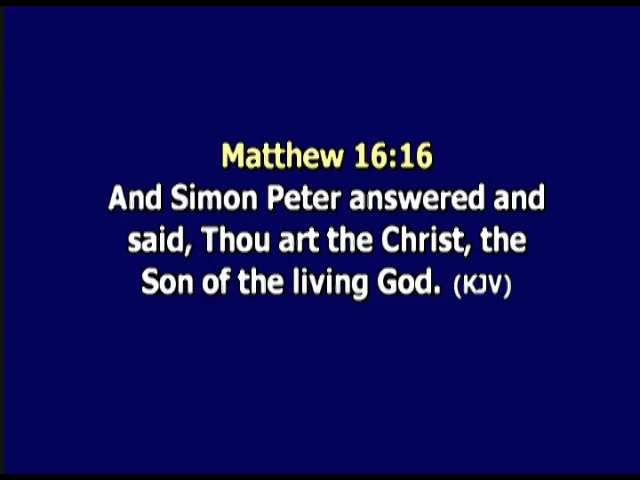 Matthew 16:16
And Simon Peter answered and
said, Thou art the Christ, the
Son of the living God. (KJV)